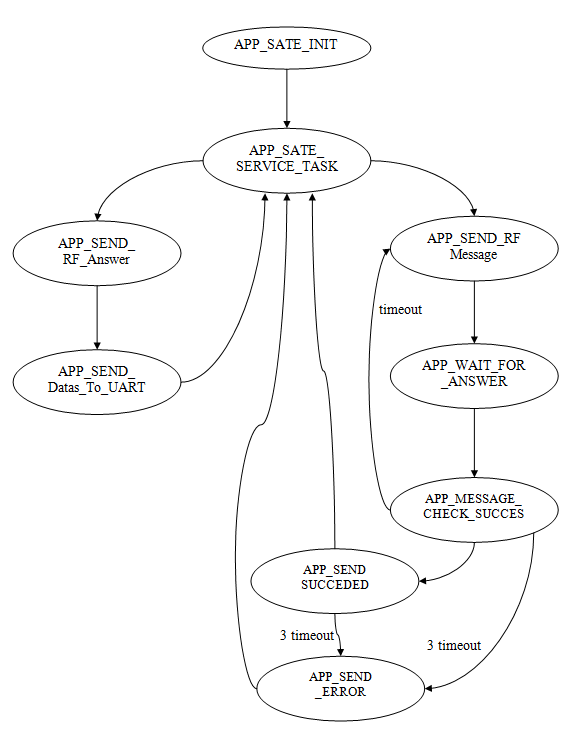 APP_SATE_INIT
APP_SATE_
SERVICE_TASK
APP_SEND_
RF_Answer
APP_SEND_RF
Message
timeout
APP_SEND_
Datas_To_UART
APP_WAIT_FOR
_ANSWER
APP_MESSAGE_
CHECK_SUCCES
APP_SEND
SUCCEDED
3 timeout
3 timeout
APP_SEND
_ERROR